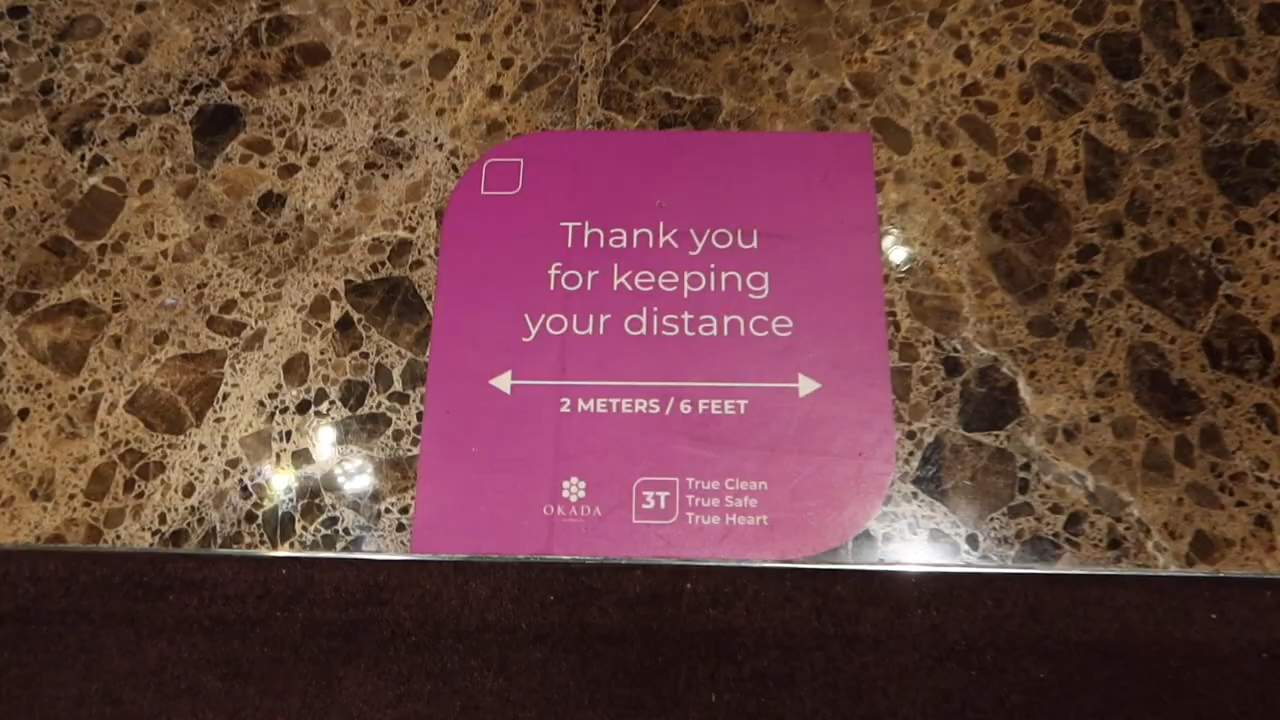 Thank you
for keeping
your distance
2 METERS / 6 FEET
OKADA
3T
True Clean
True Safe
True Heart